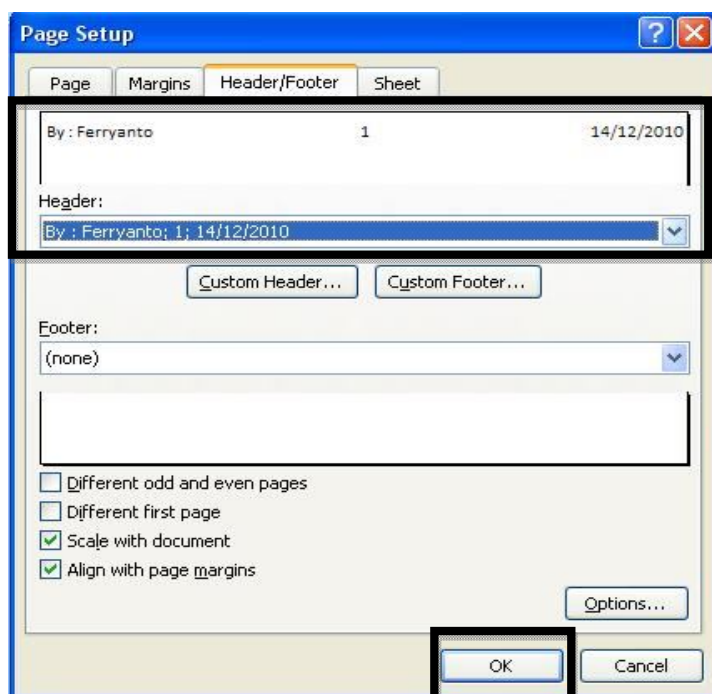 Page Setup
Page Margins Header/Footer Sheet
By : Ferryanto 1 14/12/2010
Header:
By : Ferryanto; 1; 14/12/2010
Custom Header... Custom Footer...
Footer:
(none)
Different odd and even pages
Different first page
Scale with document
Align with page margins
Options...
OK Cancel